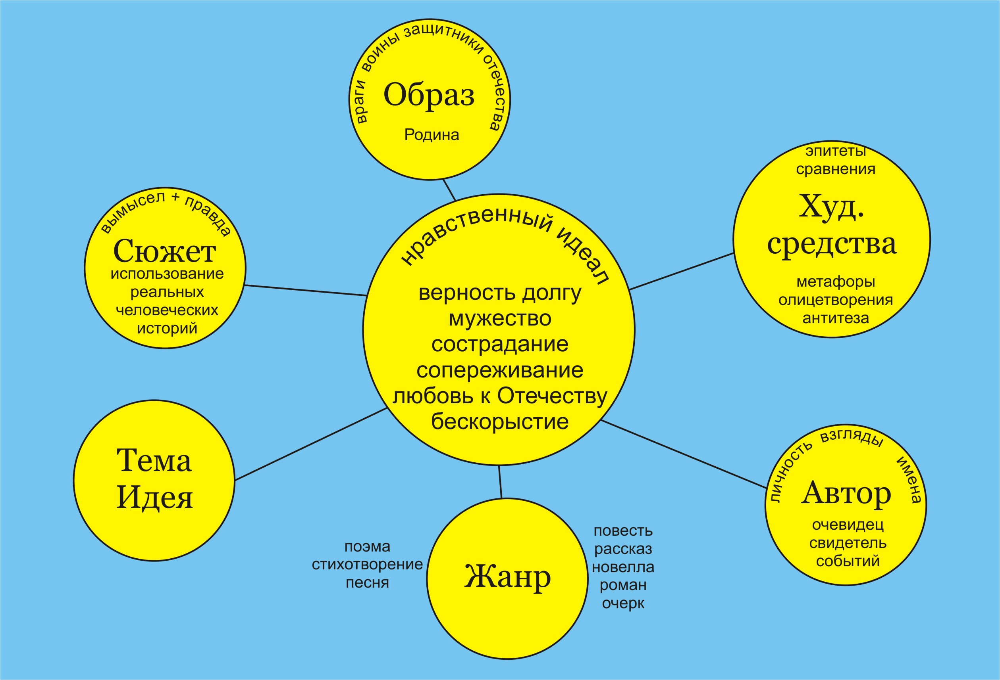 враги воины защитники отечества
Образ
Родина
эпитеты
сравнения
Худ.
средства
метафоры
олицетворения
антитеза
вымысел + правда
Сюжет
использование
реальных
человеческих
историй
нравственный идеал
верность долгу
мужество
сострадание
сопереживание
любовь к Отечеству
бескорыстие
Тема
Идея
личность взгляды имена
Автор
очевидец
свидетель
событий
поэма
стихотворение
песня
Жанр
повесть
рассказ
новелла
роман
очерк